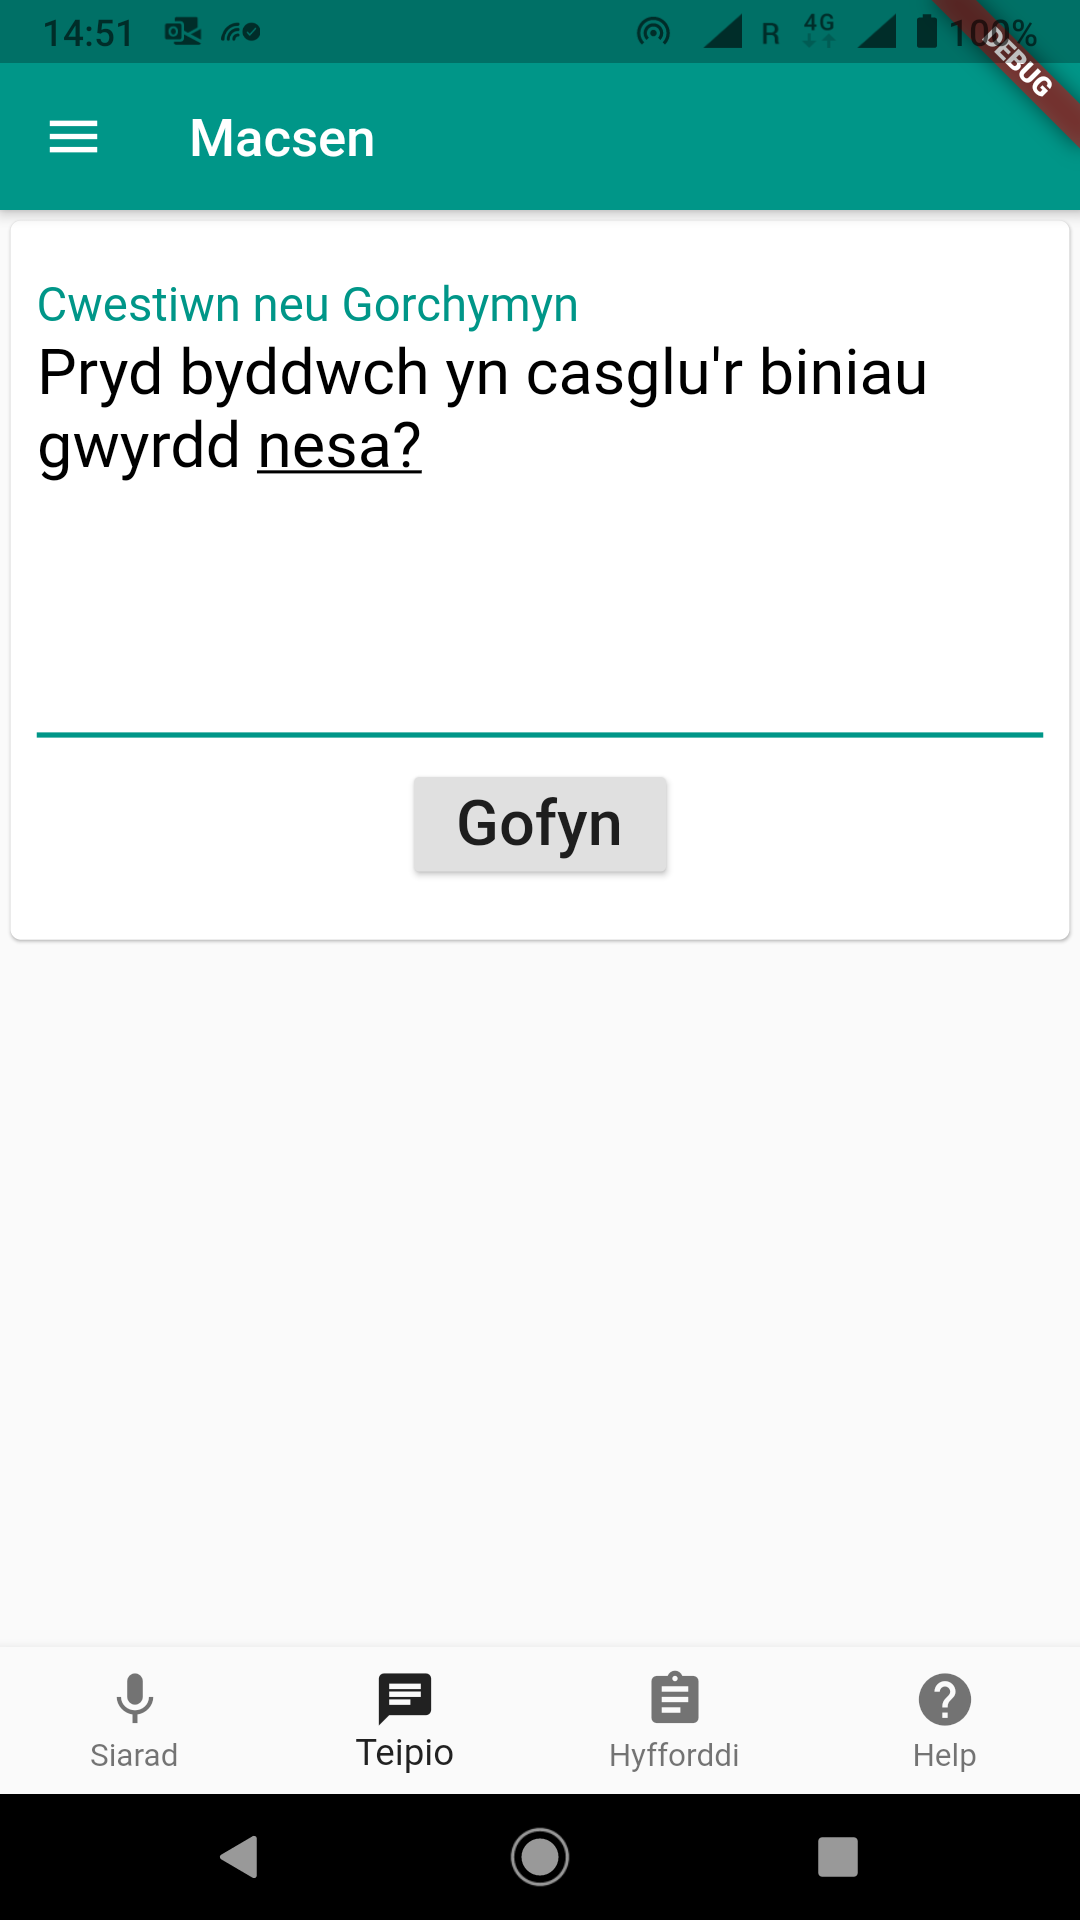 14:51 R 4G 100%
DEBUG
Macsen
Cwestiwn neu Gorchymyn
Pryd byddwch yn casglu'r biniau
gwyrdd nesa?
Gofyn
Siarad Teipio Hyfforddi Help